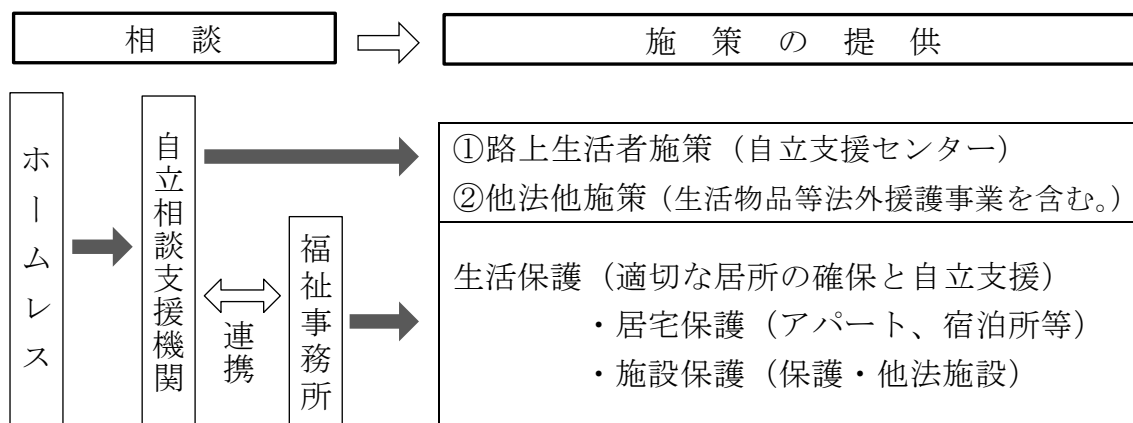 相談
施策の提供
ホームレス
自立相談支援機関
連携
福祉事務所
①路上生活者施策（自立支援センター）
②他法他施策（生活物品等法外援護事業を含む。）
生活保護（適切な居所の確保と自立支援）
・居宅保護（アパート、宿泊所等）
・施設保護（保護・他法施設）